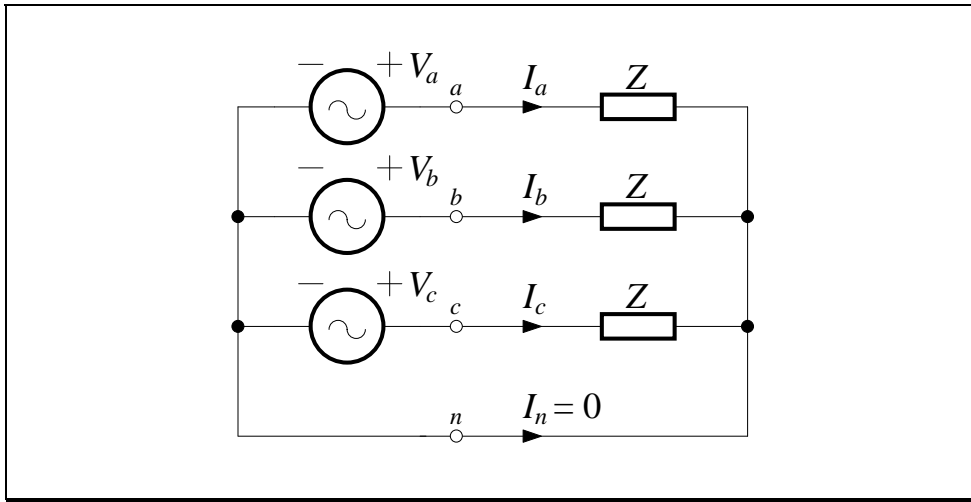 − + Va a Ia Z
− + Vb b Ib Z
− + Vc c Ic Z
n In = 0